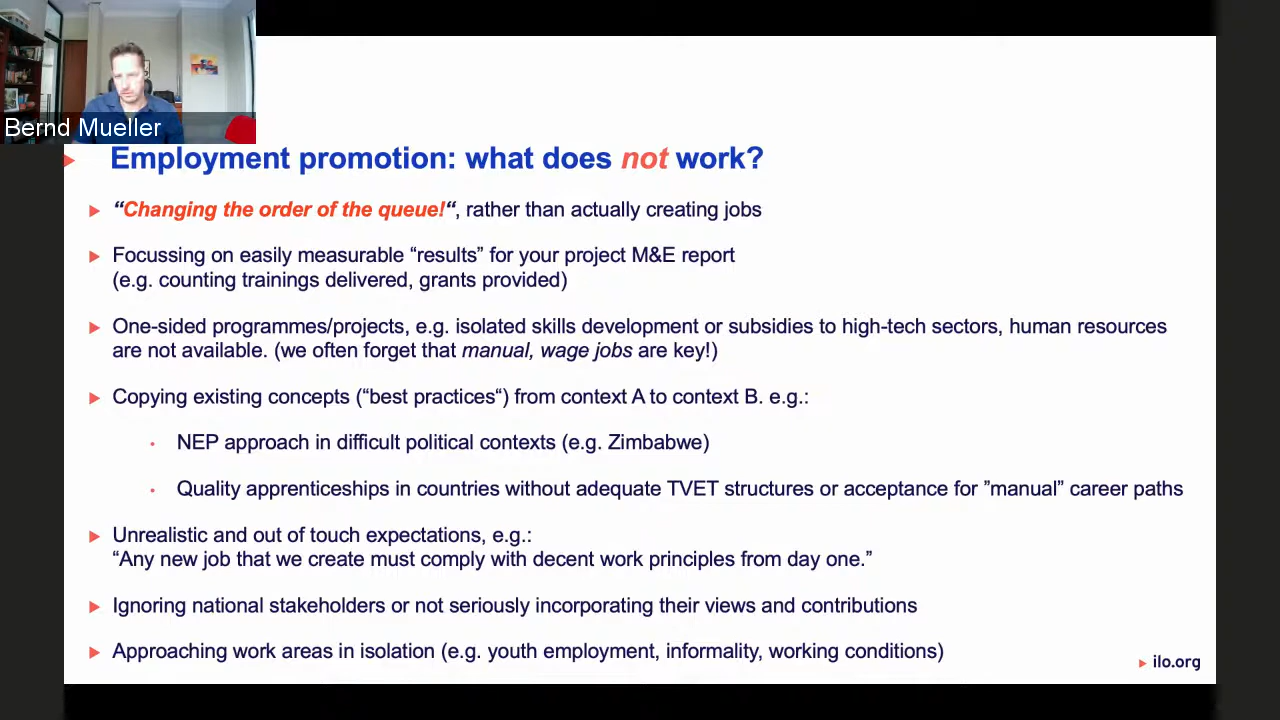 Bernd Mueller
Employment promotion: what does not work?
“Changing the order of the queue!“, rather than actually creating jobs
Focussing on easily measurable “results” for your project M&E report
(e.g. counting trainings delivered, grants provided)
One-sided programmes/projects, e.g. isolated skills development or subsidies to high-tech sectors, human resources
are not available. (we often forget that manual, wage jobs are key!)
Copying existing concepts (“best practices“) from context A to context B. e.g.:
NEP approach in difficult political contexts (e.g. Zimbabwe)
Quality apprenticeships in countries without adequate TVET structures or acceptance for ”manual” career paths
Unrealistic and out of touch expectations, e.g.:
“Any new job that we create must comply with decent work principles from day one.”
Ignoring national stakeholders or not seriously incorporating their views and contributions
Approaching work areas in isolation (e.g. youth employment, informality, working conditions)
ilo.org